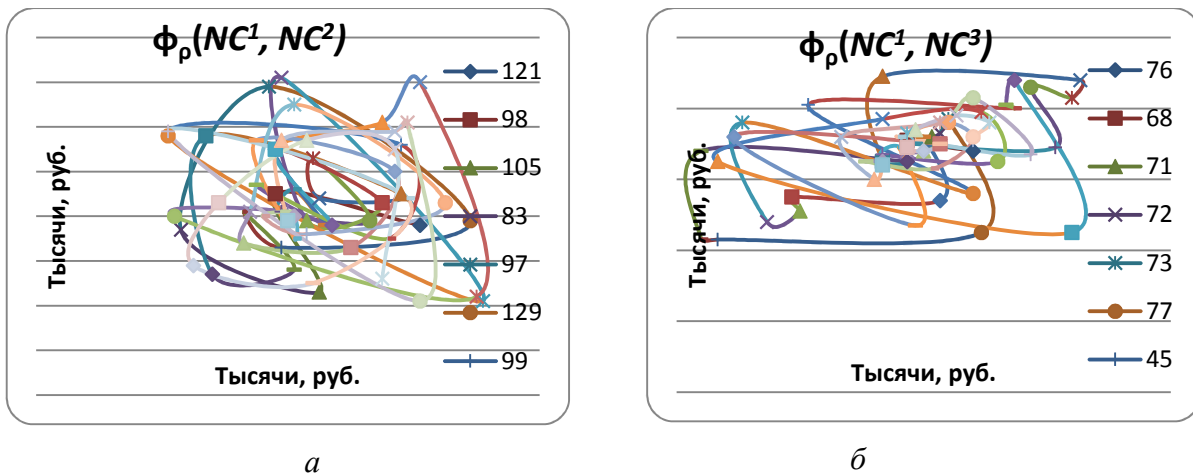 ϕρ(NC¹, NC²)
121
98
105
83
97
129
99
Тысячи, руб.
Тысячи, руб.
а
ϕρ(NC¹, NC³)
76
68
71
72
73
77
45
Тысячи, руб.
Тысячи, руб.
б